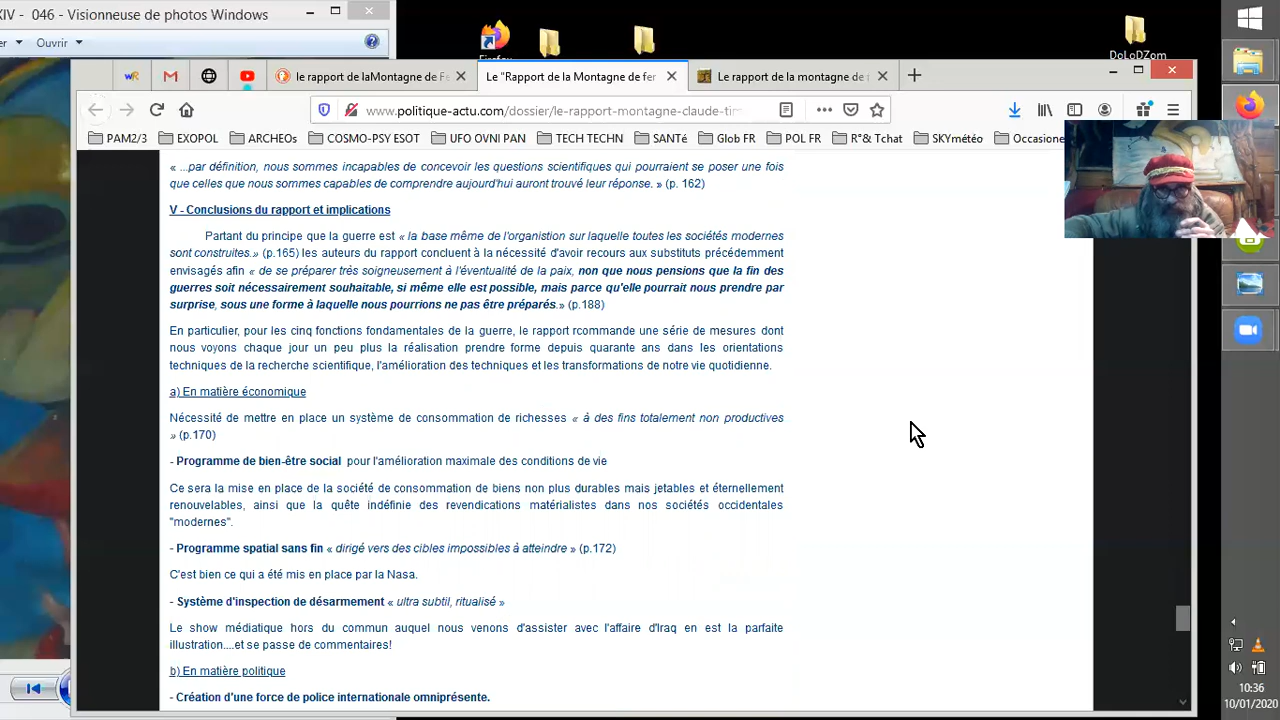 XIV - 046 - Visionneuse de photos Windows
Ouvrir
Firefox
DoLoDZom
le rapport de laMontagne de Fe
Le "Rapport de la Montagne de fer
Le rapport de la montagne de
www.politique-actu.com/dossier/le-rapport-montagne-claude-tim
PAM2/3 EXOPOL ARCHEOs COSMO PSY ESOT UFO OVNI PAN TECH TECHN SANTé Glob FR POL FR R°& Tchat SKYmétéo Occasione
« ...par définition, nous sommes incapables de concevoir les questions scientifiques qui pourraient se poser une fois
que celles que nous sommes capables de comprendre aujourd'hui auront trouvé leur réponse. » (p. 162)
V - Conclusions du rapport et implications
Partant du principe que la guerre est « la base même de l'organistion sur laquelle toutes les sociétés modernes
sont construites.» (p.165) les auteurs du rapport concluent à la nécessité d'avoir recours aux substituts précédemment
envisagés afin « de se préparer très soigneusement à l'éventualité de la paix, non que nous pensions que la fin des
guerres soit nécessairement souhaitable, si même elle est possible, mais parce qu'elle pourrait nous prendre par
surprise, sous une forme à laquelle nous pourrions ne pas être préparés.» (p.188)
En particulier, pour les cinq fonctions fondamentales de la guerre, le rapport rcommande une série de mesures dont
nous voyons chaque jour un peu plus la réalisation prendre forme depuis quarante ans dans les orientations
techniques de la recherche scientifique, l'amélioration des techniques et les transformations de notre vie quotidienne.
a) En matière économique
Nécessité de mettre en place un système de consommation de richesses « à des fins totalement non productives
» (p.170)
- Programme de bien-être social pour l'amélioration maximale des conditions de vie
Ce sera la mise en place de la société de consommation de biens non plus durables mais jetables et éternellement
renouvelables, ainsi que la quête indéfinie des revendications matérialistes dans nos sociétés occidentales
"modernes".
- Programme spatial sans fin « dirigé vers des cibles impossibles à atteindre » (p.172)
C'est bien ce qui a été mis en place par la Nasa.
- Système d'inspection de désarmement « ultra subtil, ritualisé »
Le show médiatique hors du commun auquel nous venons d'assister avec l'affaire d'Iraq en est la parfaite
illustration....et se passe de commentaires!
b) En matière politique
- Création d'une force de police internationale omniprésente.
10:36
10/01/2020